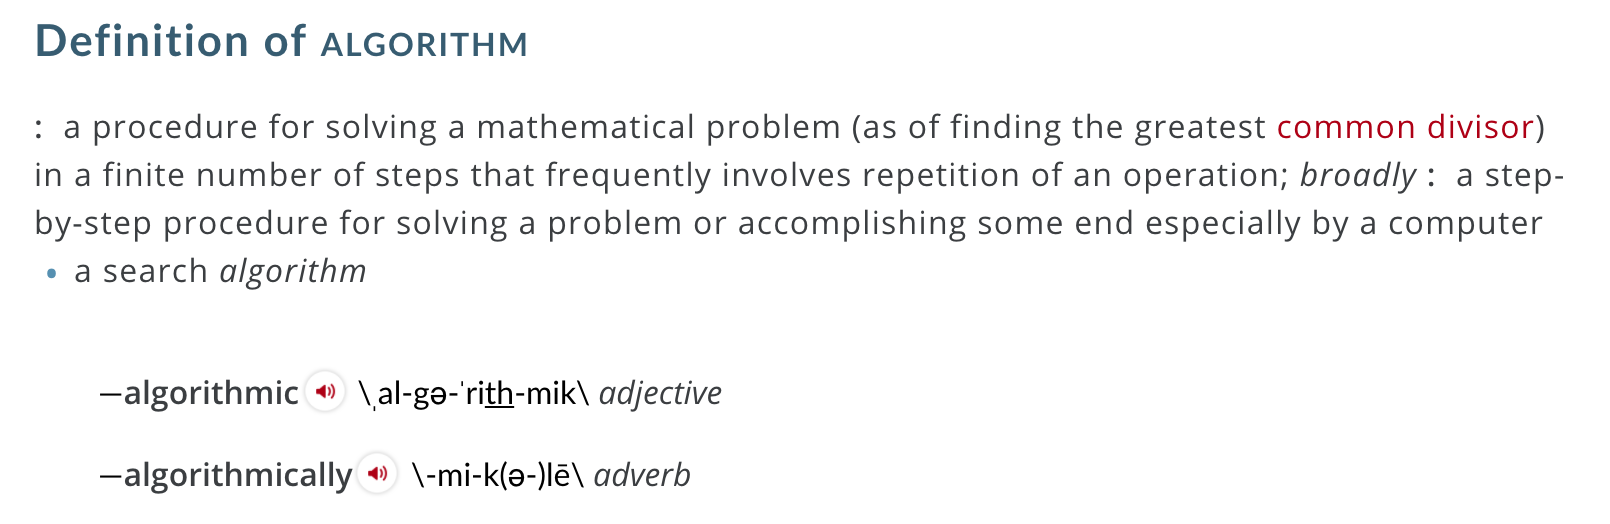 Definition of ALGORITHM
: a procedure for solving a mathematical problem (as of finding the greatest common divisor)
in a finite number of steps that frequently involves repetition of an operation; broadly : a step-
by-step procedure for solving a problem or accomplishing some end especially by a computer
• a search algorithm
—algorithmic \ˌal-gə-ˈrith-mik\ adjective
—algorithmically \-mi-k(ə-)lē\ adverb